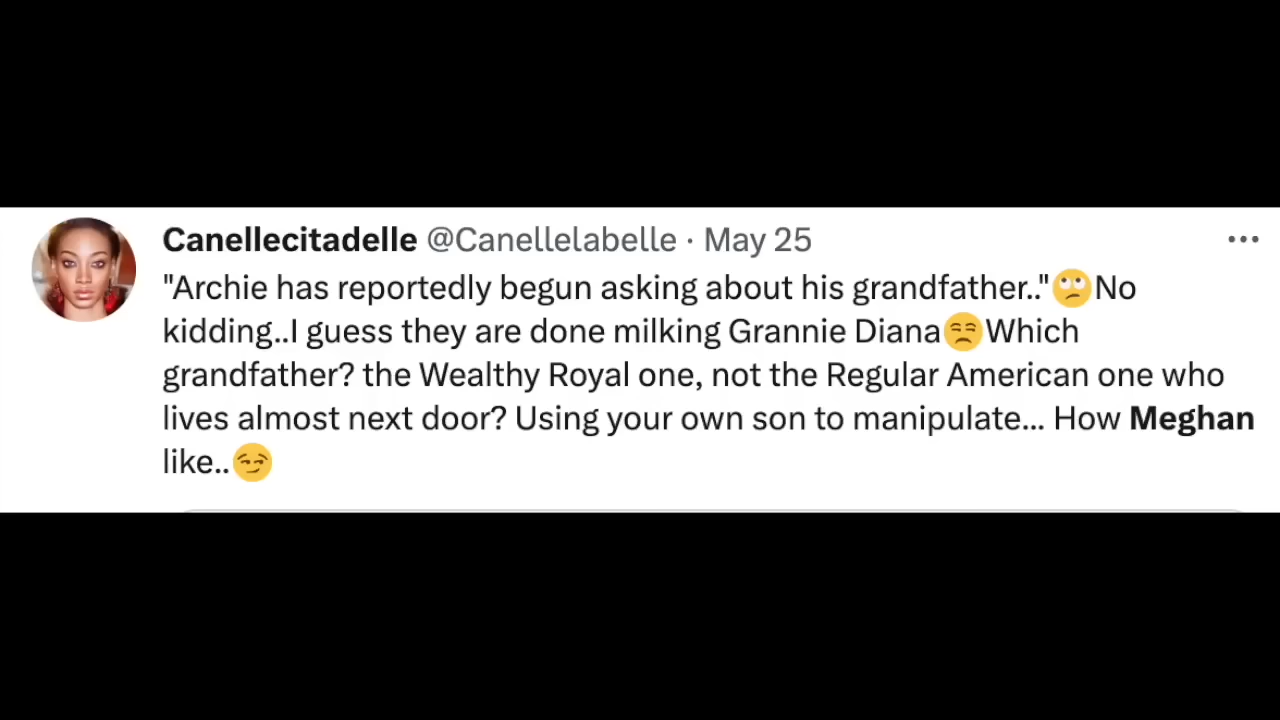 Canellecitadelle @Canellelabelle · May 25
"Archie has reportedly begun asking about his grandfather.."🙄No
kidding..I guess they are done milking Grannie Diana😒Which
grandfather? the Wealthy Royal one, not the Regular American one who
lives almost next door? Using your own son to manipulate... How Meghan
like..😏